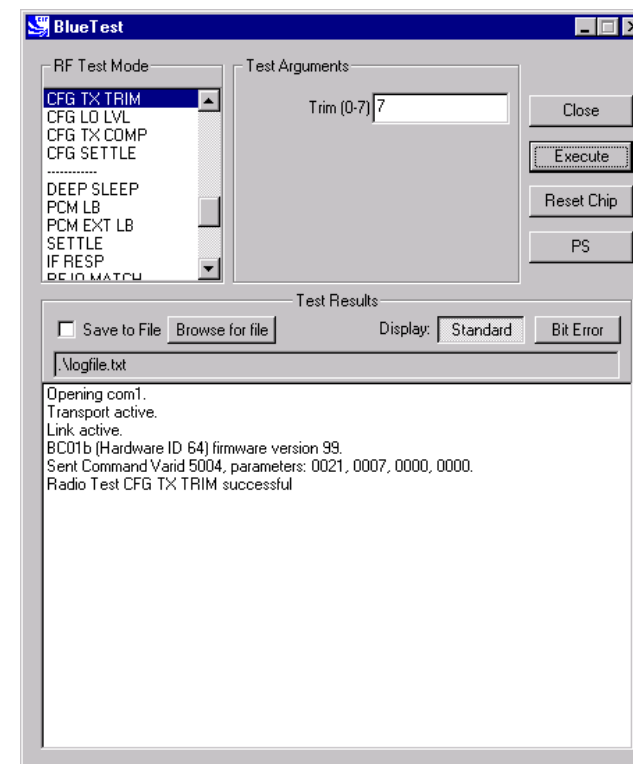 BlueTest
RF Test Mode
CFG TX TRIM
CFG LO LVL
CFG TX COMP
CFG SETTLE
------------
DEEP SLEEP
PCM LB
PCM EXT LB
SETTLE
IF RESP
RF IQ MATCH
Test Arguments
Trim (0-7) 7
Close
Execute
Reset Chip
PS
Test Results
Save to File Browse for file Display: Standard Bit Error
.\logfile.txt
Opening com1.
Transport active.
Link active.
BC01b (Hardware ID 64) firmware version 99.
Sent Command Varid 5004, parameters: 0021, 0007, 0000, 0000.
Radio Test CFG TX TRIM successful